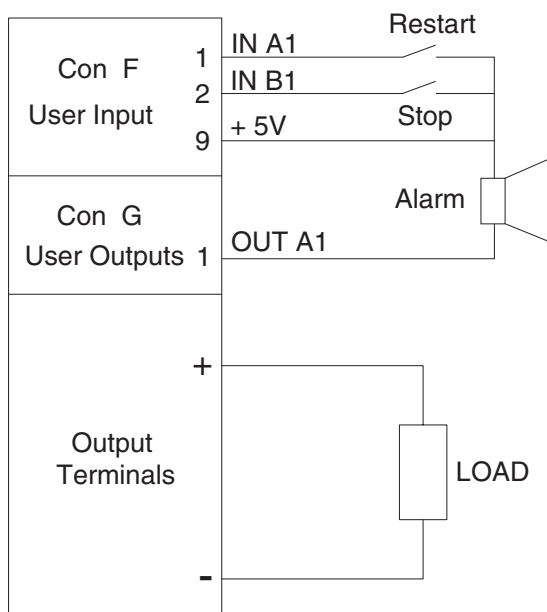 Restart
1 IN A1
Con F
2 IN B1
User Input
Stop
9 + 5V
Alarm
Con G
User Outputs 1 OUT A1
+
Output
Terminals
LOAD
-